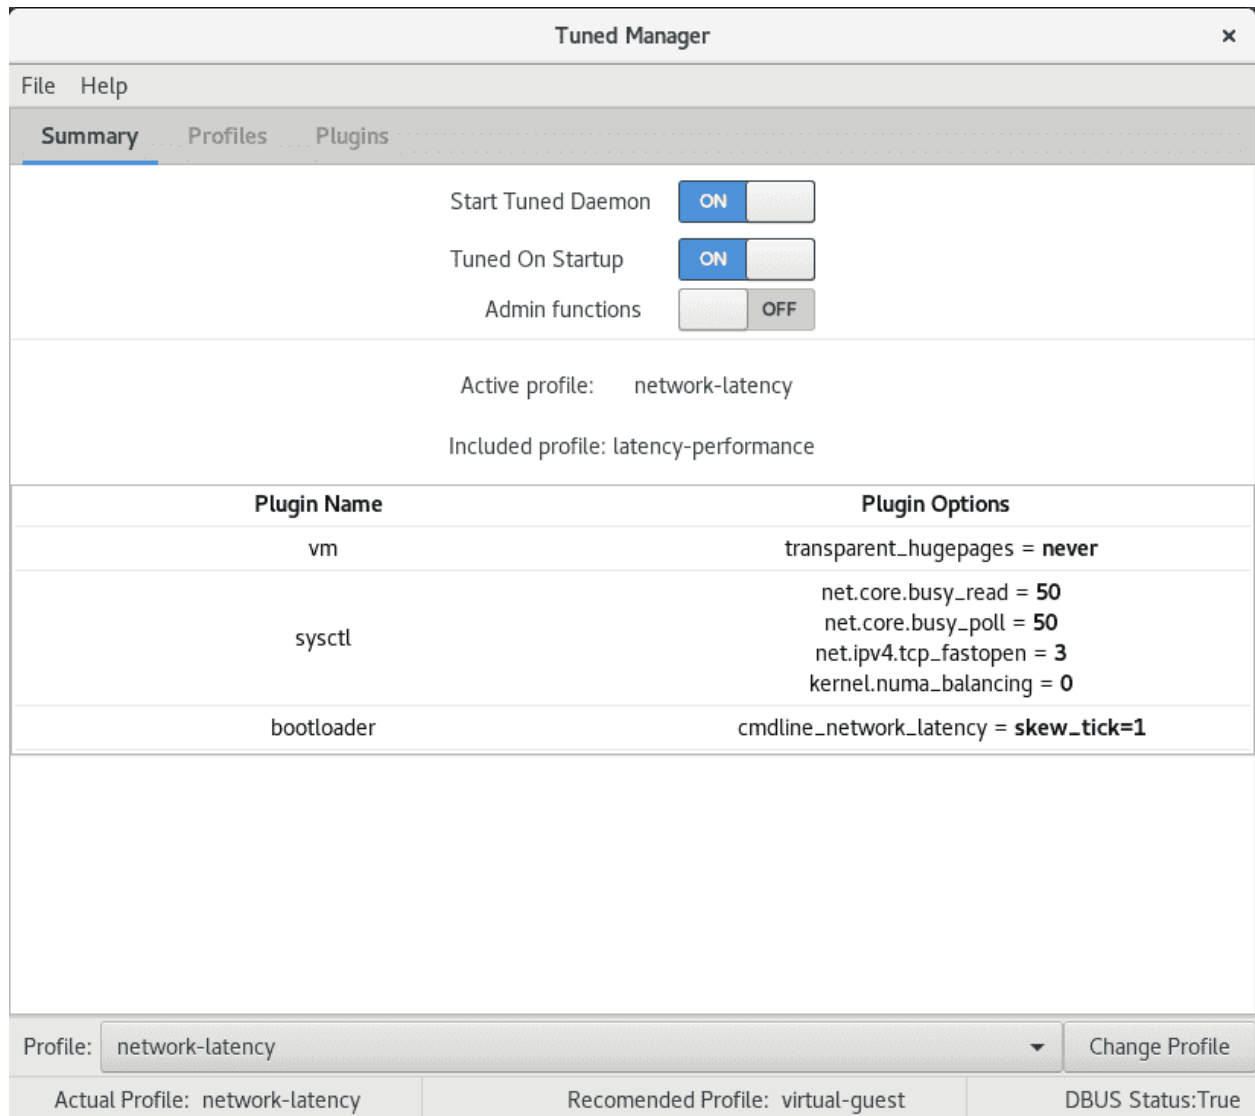 Tuned Manager ×
File Help
Summary Profiles Plugins
Start Tuned Daemon ON
Tuned On Startup ON
Admin functions OFF
Active profile: network-latency
Included profile: latency-performance
Plugin Name Plugin Options
vm transparent_hugepages = never
net.core.busy_read = 50
net.core.busy_poll = 50
sysctl
net.ipv4.tcp_fastopen = 3
kernel.numa_balancing = 0
bootloader cmdline_network_latency = skew_tick=1
Profile: network-latency Change Profile
Actual Profile: network-latency Recomended Profile: virtual-guest DBUS Status:True